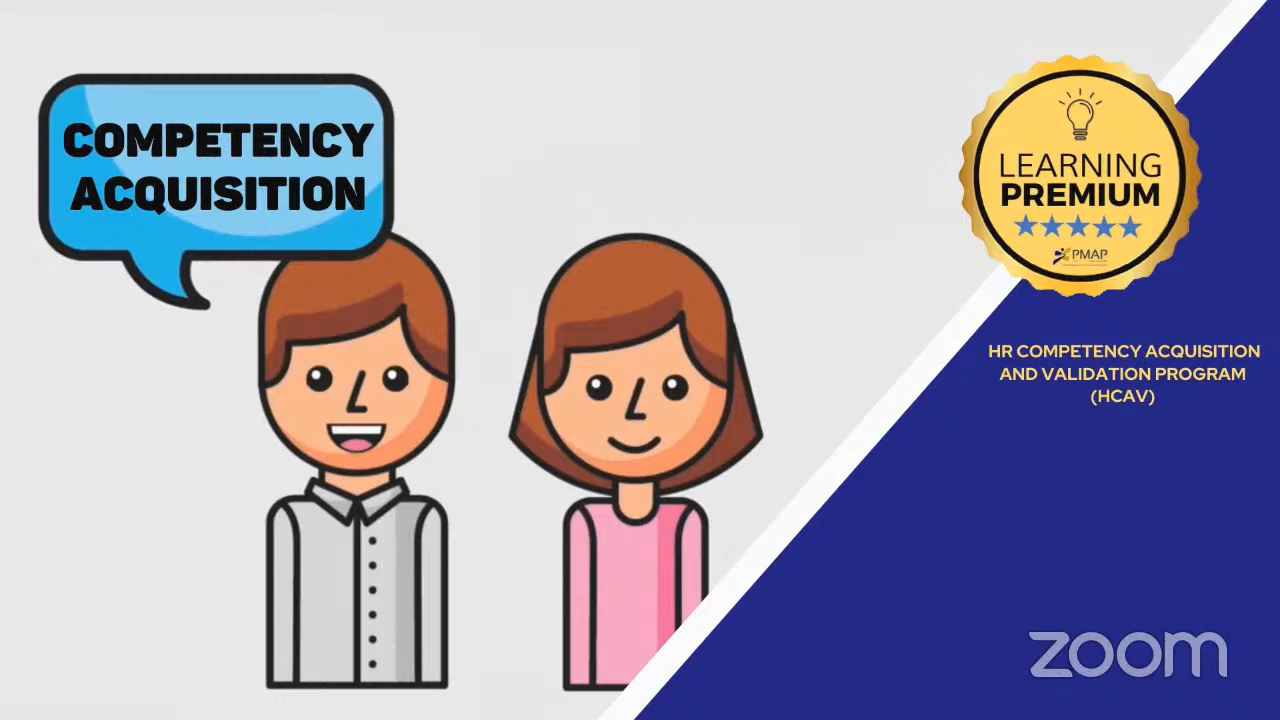 COMPETENCY
ACQUISITION
LEARNING
PREMIUM
PMAP
HR COMPETENCY ACQUISITION
AND VALIDATION PROGRAM
(HCAV)
zoom